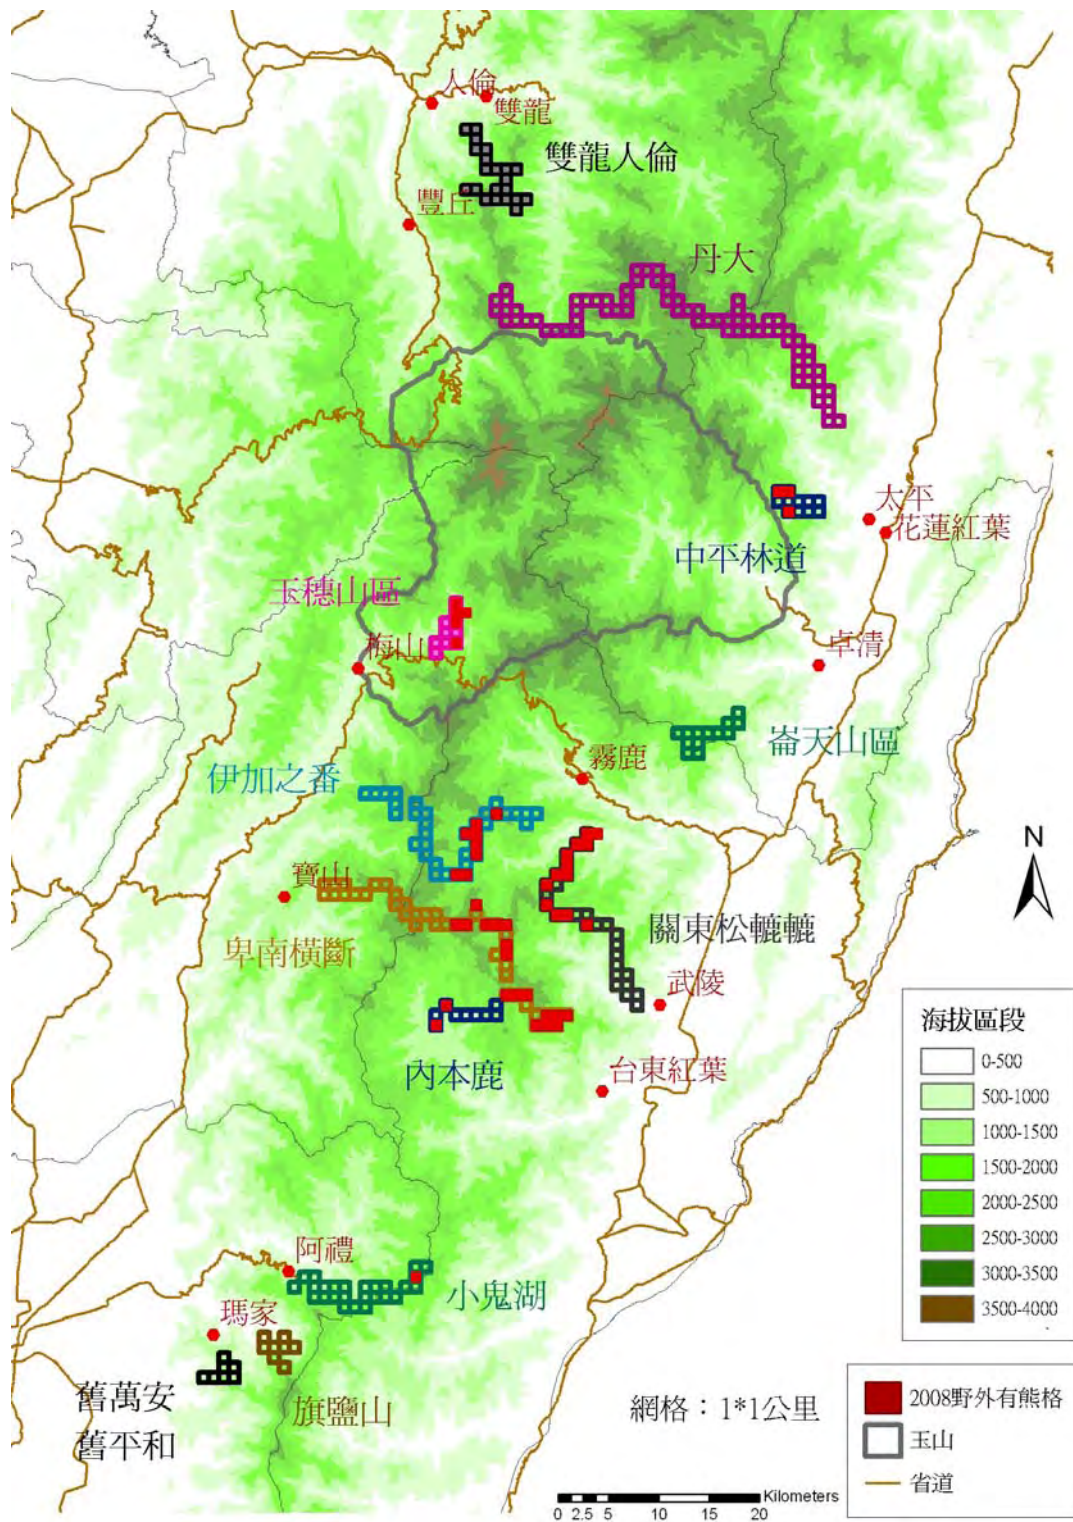 人倫
雙龍
雙龍人倫
豐丘
丹大
太平
花蓮紅葉
中平林道
玉穗山區
梅山
卓清
崙天山區
霧鹿
伊加之番
寶山
關東松轆轆
卑南橫斷
武陵
內本鹿
台東紅葉
阿禮
小鬼湖
瑪家
舊萬安
舊平和
旗鹽山
N
海拔區段
0-500
500-1000
1000-1500
1500-2000
2000-2500
2500-3000
3000-3500
3500-4000
網格：1*1公里
2008野外有熊格
玉山
省道
Kilometers
0 2.5 5 10 15 20